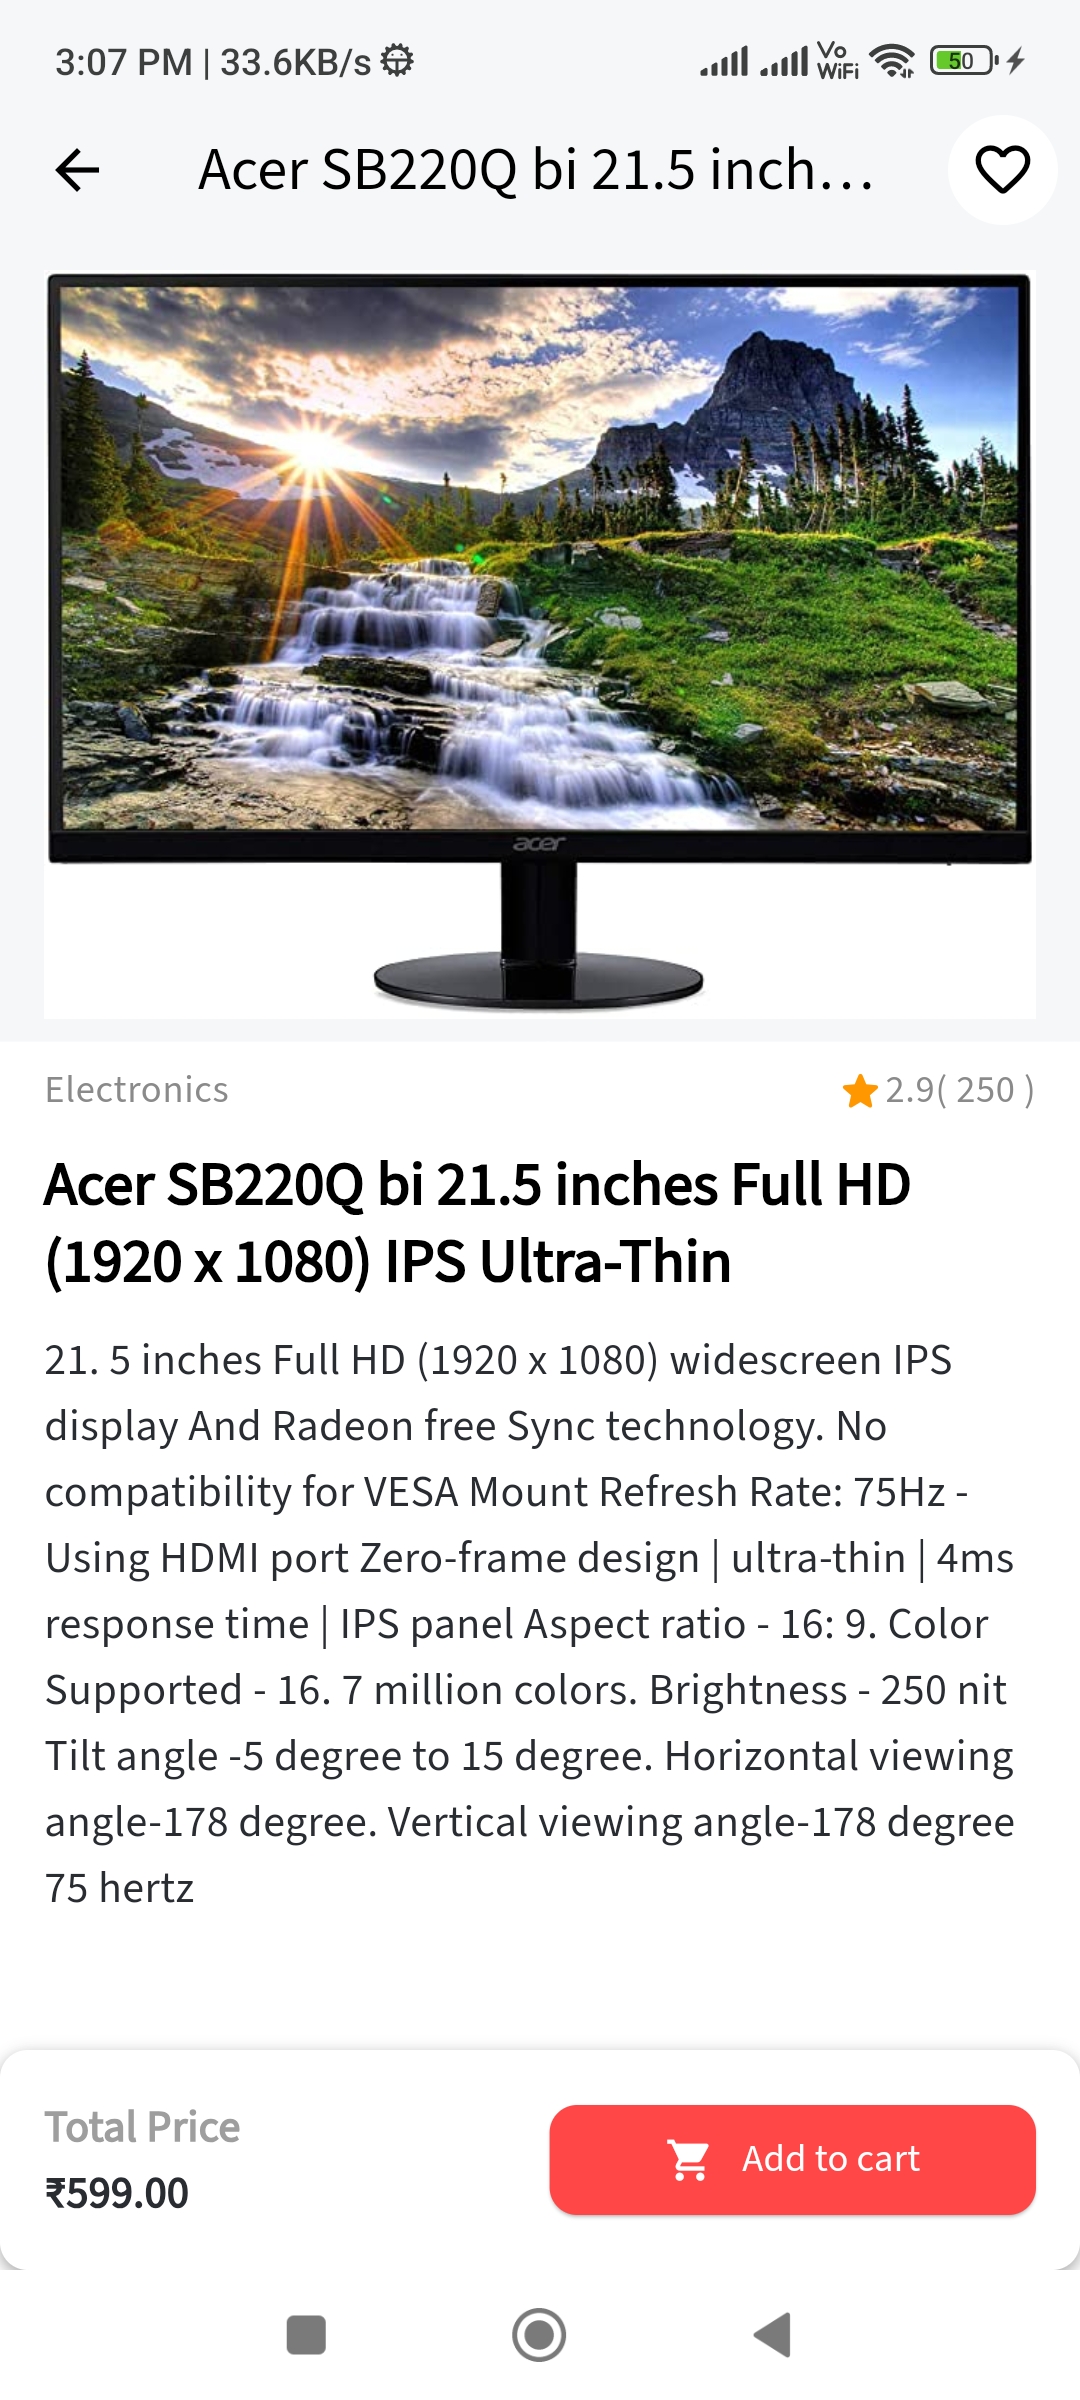 3:07 PM | 33.6KB/s
Vo
WiFi
50
Acer SB220Q bi 21.5 inch...
acer
Electronics
2.9( 250 )
Acer SB220Q bi 21.5 inches Full HD
(1920 x 1080) IPS Ultra-Thin
21. 5 inches Full HD (1920 x 1080) widescreen IPS
display And Radeon free Sync technology. No
compatibility for VESA Mount Refresh Rate: 75Hz -
Using HDMI port Zero-frame design | ultra-thin | 4ms
response time | IPS panel Aspect ratio - 16: 9. Color
Supported - 16. 7 million colors. Brightness - 250 nit
Tilt angle -5 degree to 15 degree. Horizontal viewing
angle-178 degree. Vertical viewing angle-178 degree
75 hertz
Total Price
₹599.00
Add to cart